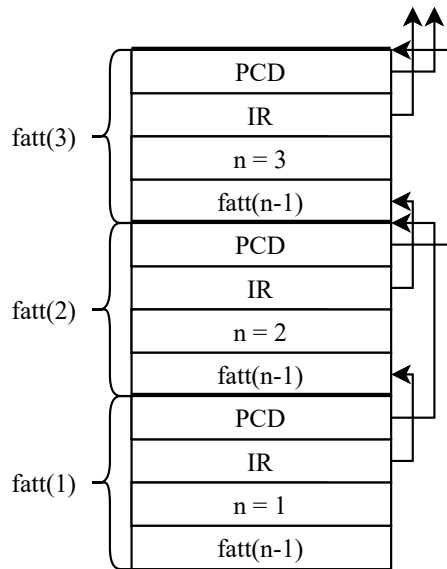 PCD
IR
fatt(3)
n = 3
fatt(n-1)
PCD
IR
fatt(2)
n = 2
fatt(n-1)
PCD
IR
fatt(1)
n = 1
fatt(n-1)